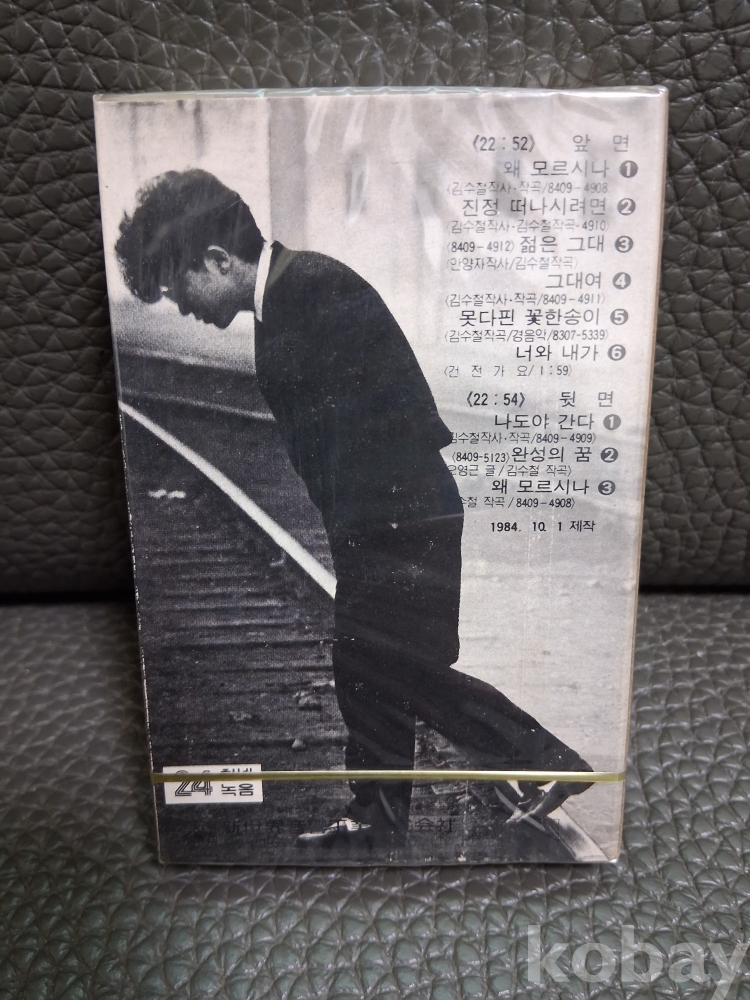 《22:52》 앞 면
왜 모르시나 ❶
(김수철작사·작곡/8409-4908
진정 떠나시려면 ❷
(김수철작사·김수철작곡-4910)
(8409-4912) 젊은 그대 ❸
(안양자작사/김수철작곡)
그대여 ❹
(김수철작사·작곡/8409-4911)
못다핀 꽃한송이 ❺
(김수철작곡/경음악/8307-5339)
너와 내가 ❻
(건 전 가 요/1:59)
《22:54》 뒷 면
나도야 간다 ❶
김수철작사·작곡/8409-4909)
(8409-5123)완성의 꿈 ❷
영근 글/김수철 작곡)
왜 모르시나 ❸
수철 작곡/8409-4908)
1984. 10. 1 제작
24
녹음
kobay